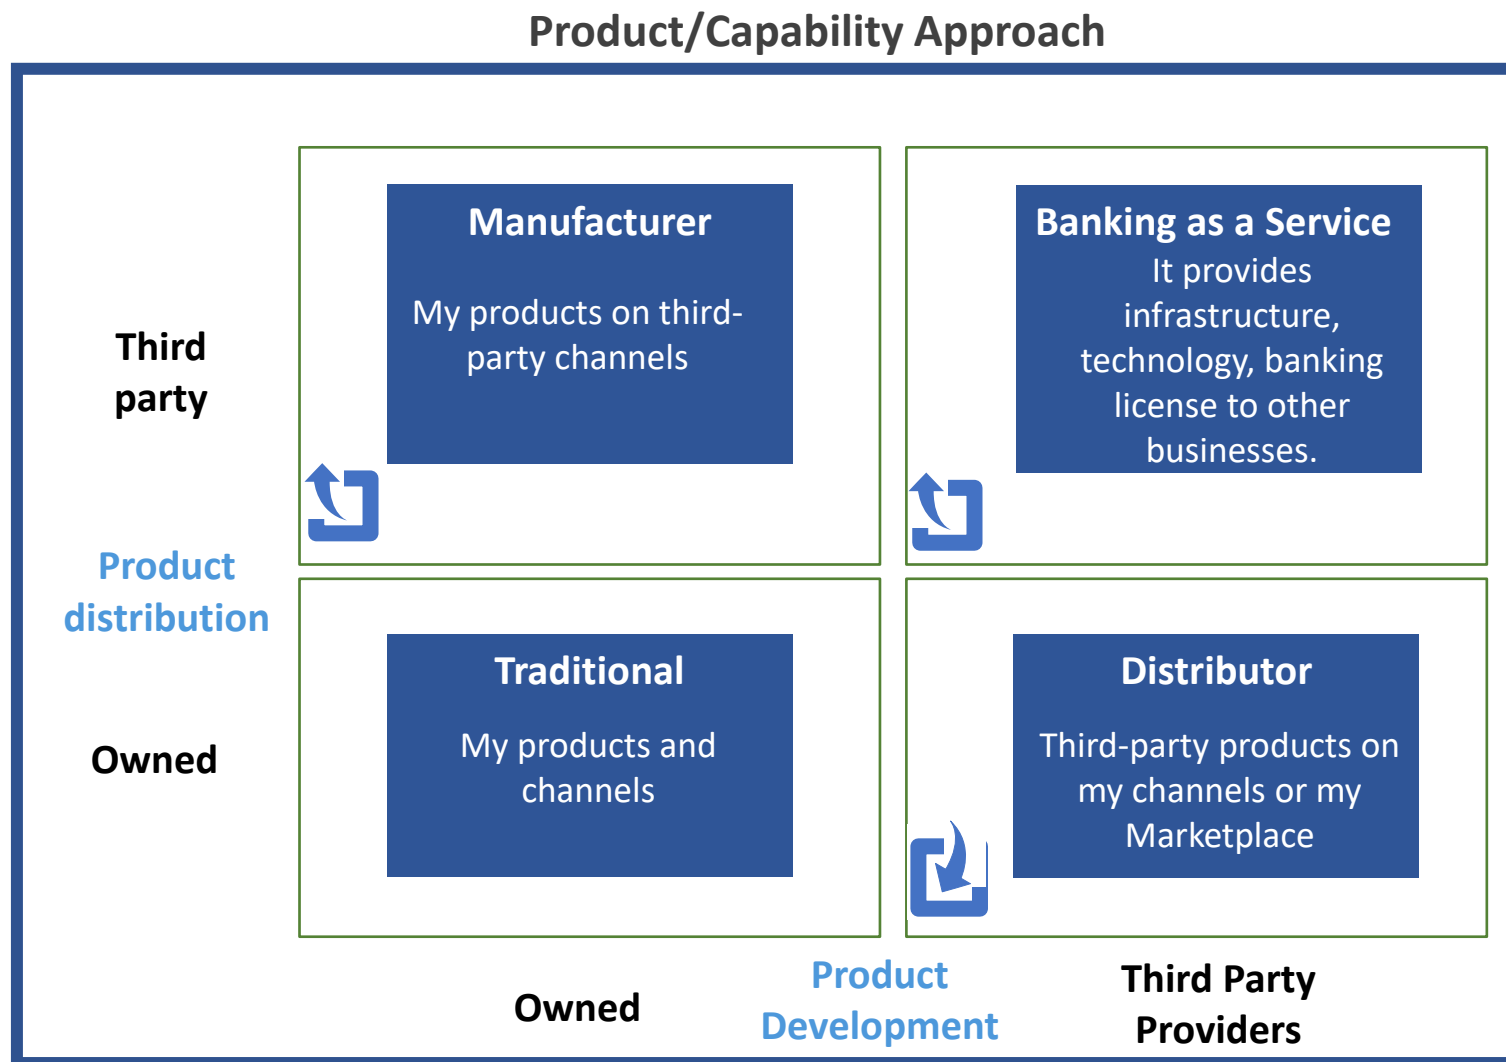 Product/Capability Approach
Manufacturer
My products on third-
party channels
Banking as a Service
It provides
infrastructure,
technology, banking
license to other
businesses.
Third
party
Product
distribution
Traditional
My products and
channels
Distributor
Third-party products on
my channels or my
Marketplace
Owned
Owned
Product
Development
Third Party
Providers